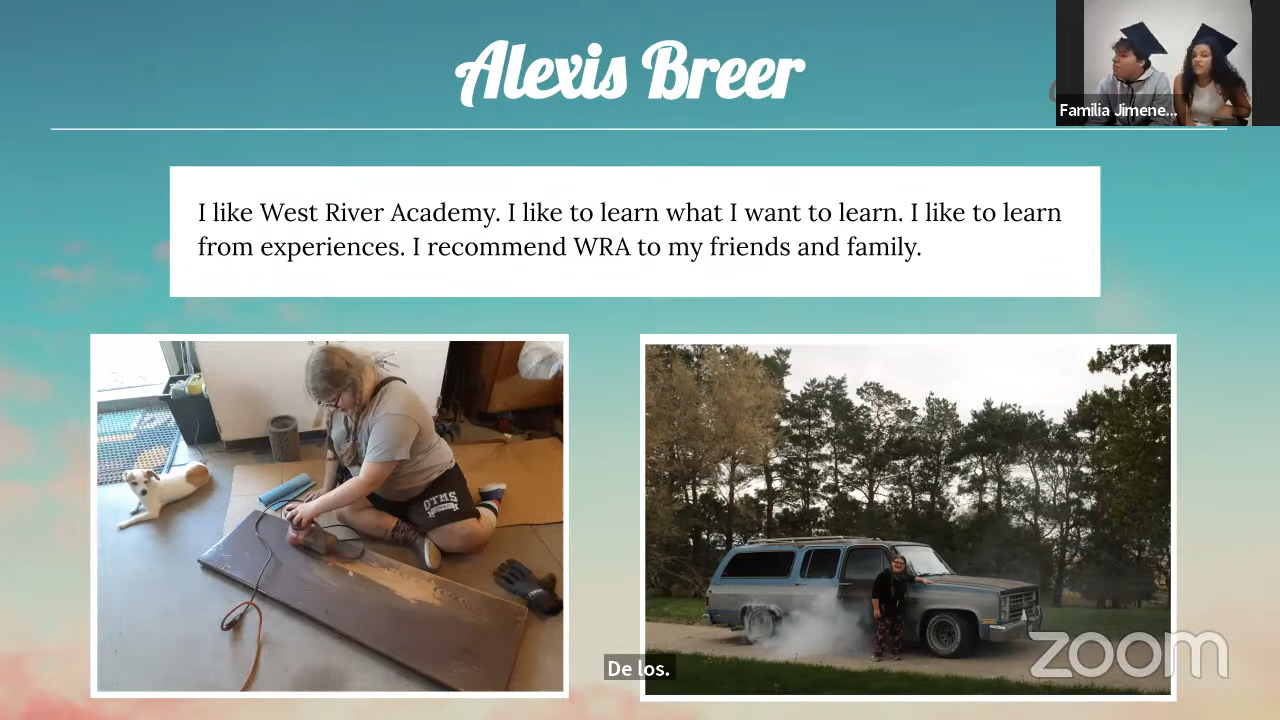 Alexis Breer
Familia Jimene...
I like West River Academy. I like to learn what I want to learn. I like to learn
from experiences. I recommend WRA to my friends and family.
OTHS
De los.
zoom